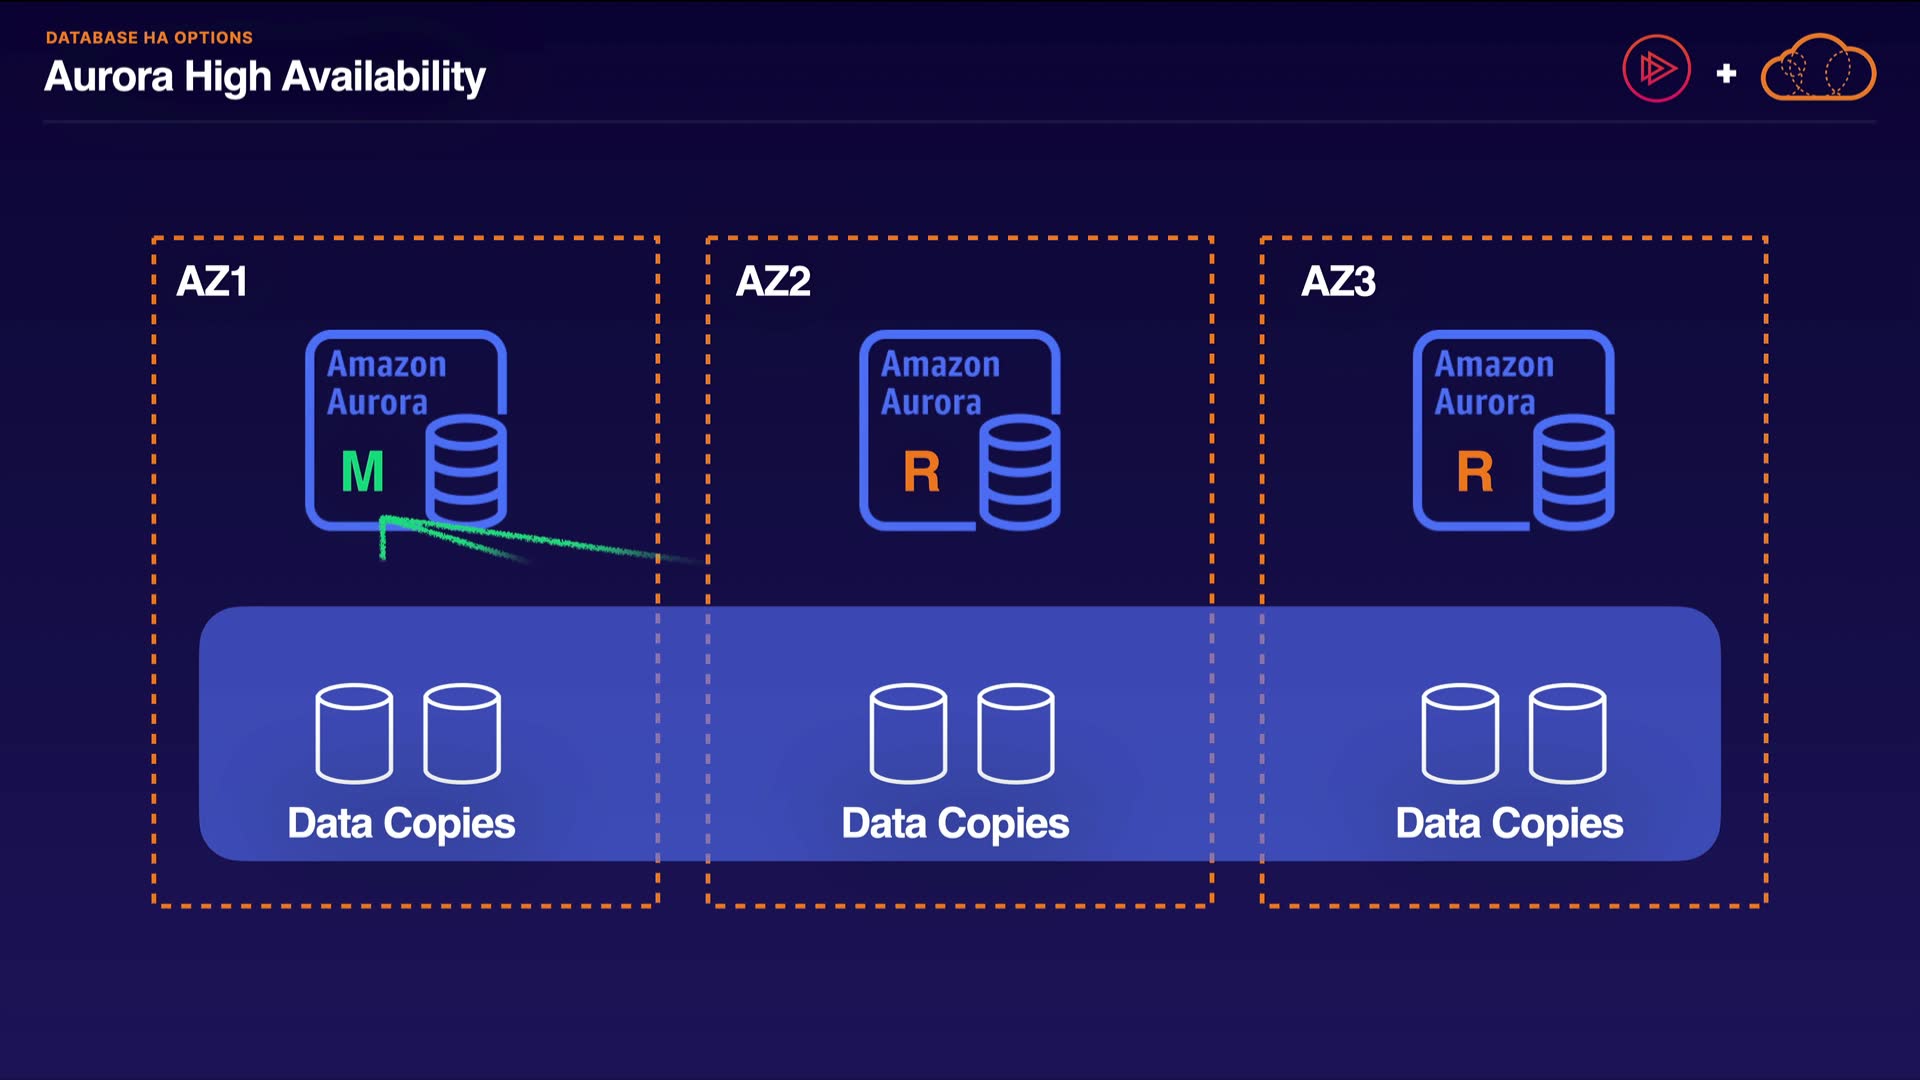 DATABASE HA OPTIONS
Aurora High Availability
AZ1
AZ2
AZ3
Amazon
Aurora
M
Amazon
Aurora
R
Amazon
Aurora
R
Data Copies
Data Copies
Data Copies